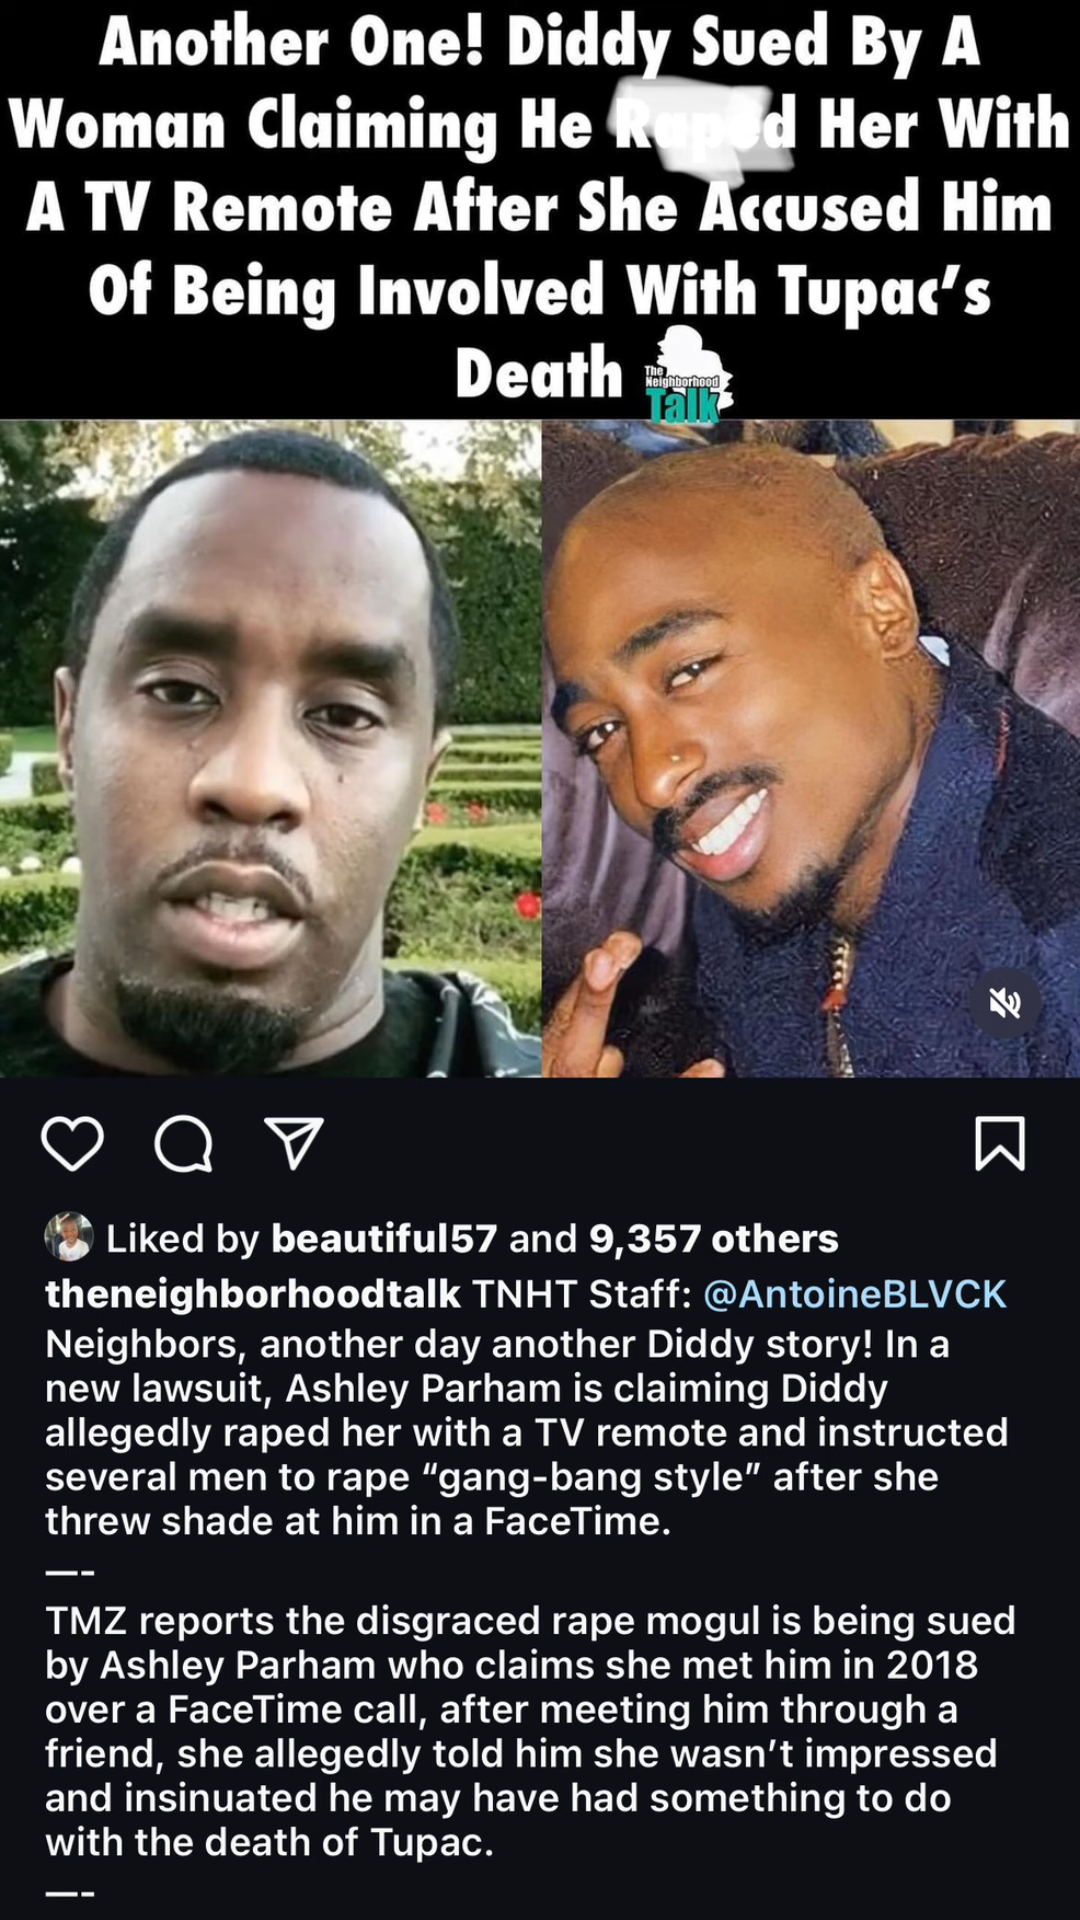 Another One! Diddy Sued By A
Woman Claiming He Raped Her With
A TV Remote After She Accused Him
Of Being Involved With Tupac's
Death
The
Neighborhood
Talk
Liked by beautiful57 and 9,357 others
theneighborhoodtalk TNHT Staff: @AntoineBLVCK
Neighbors, another day another Diddy story! In a
new lawsuit, Ashley Parham is claiming Diddy
allegedly raped her with a TV remote and instructed
several men to rape “gang-bang style” after she
threw shade at him in a FaceTime.
—-
TMZ reports the disgraced rape mogul is being sued
by Ashley Parham who claims she met him in 2018
over a FaceTime call, after meeting him through a
friend, she allegedly told him she wasn’t impressed
and insinuated he may have had something to do
with the death of Tupac.
—-